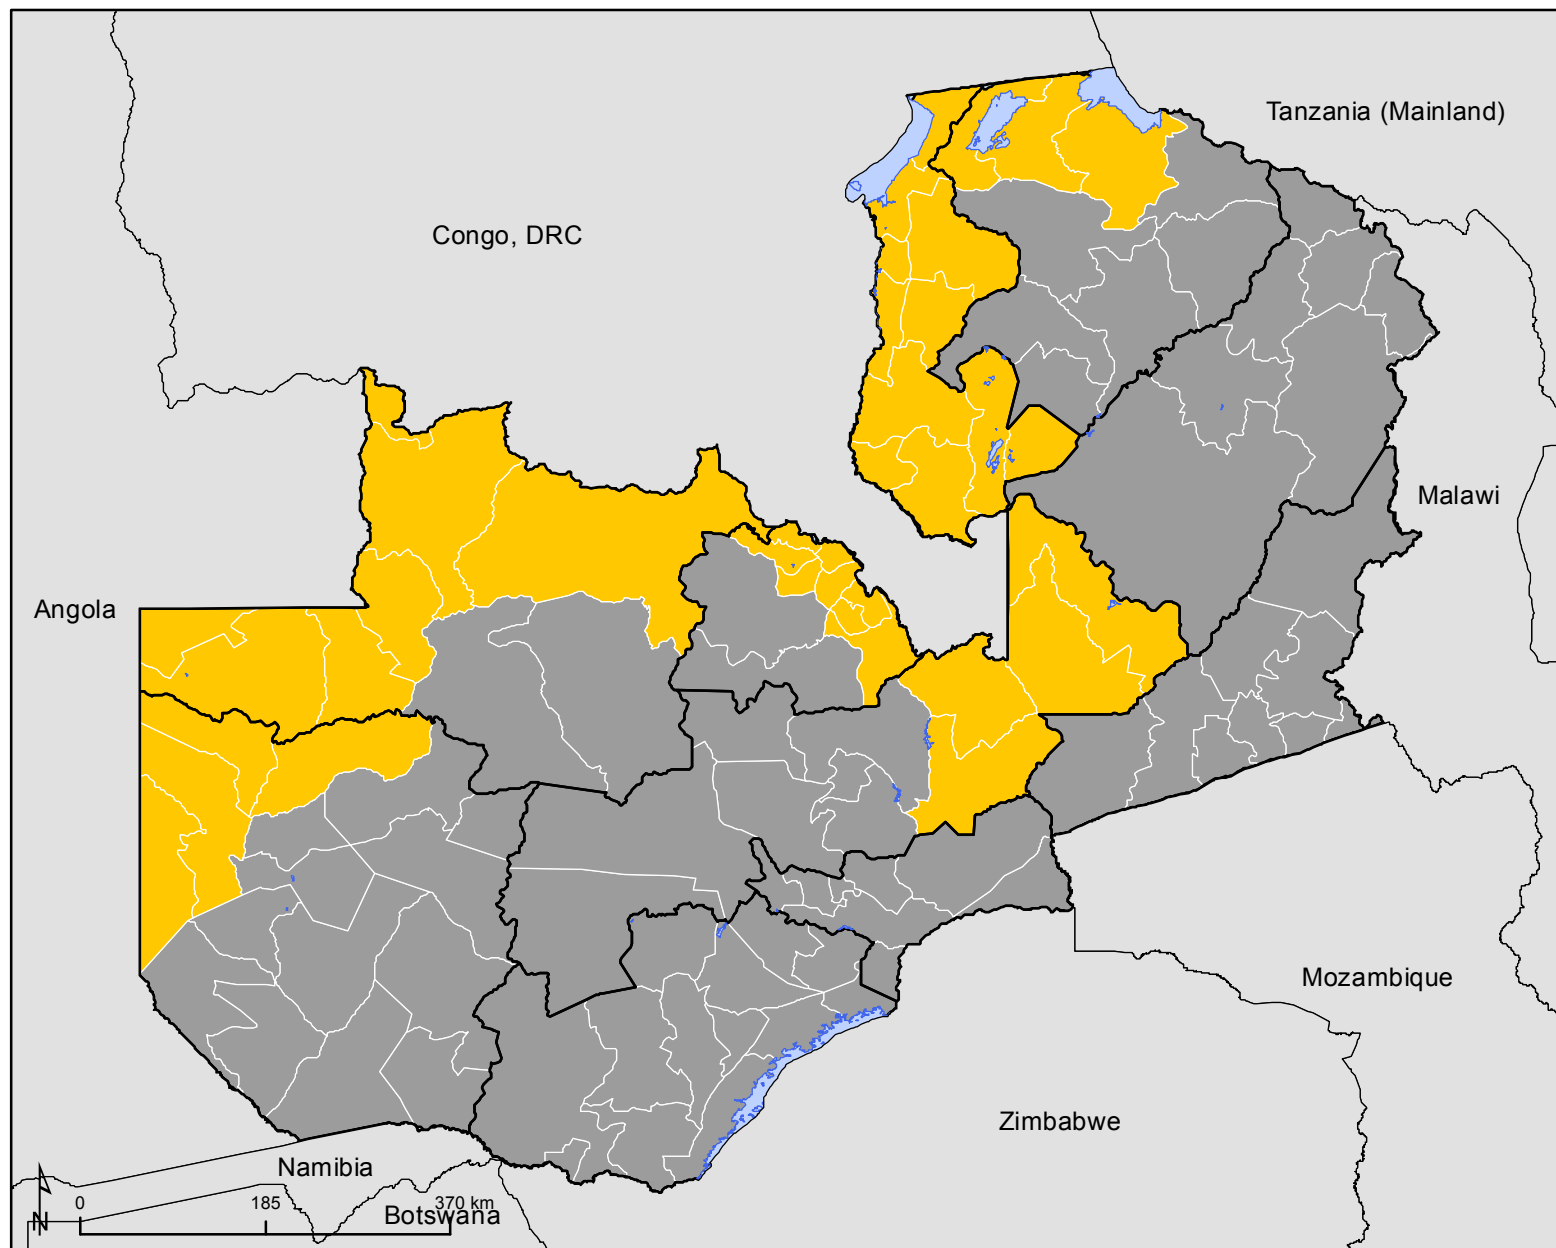 Tanzania (Mainland)
Congo, DRC
Malawi
Angola
Mozambique
Zimbabwe
Namibia
0 185 370 km
Botswana
N